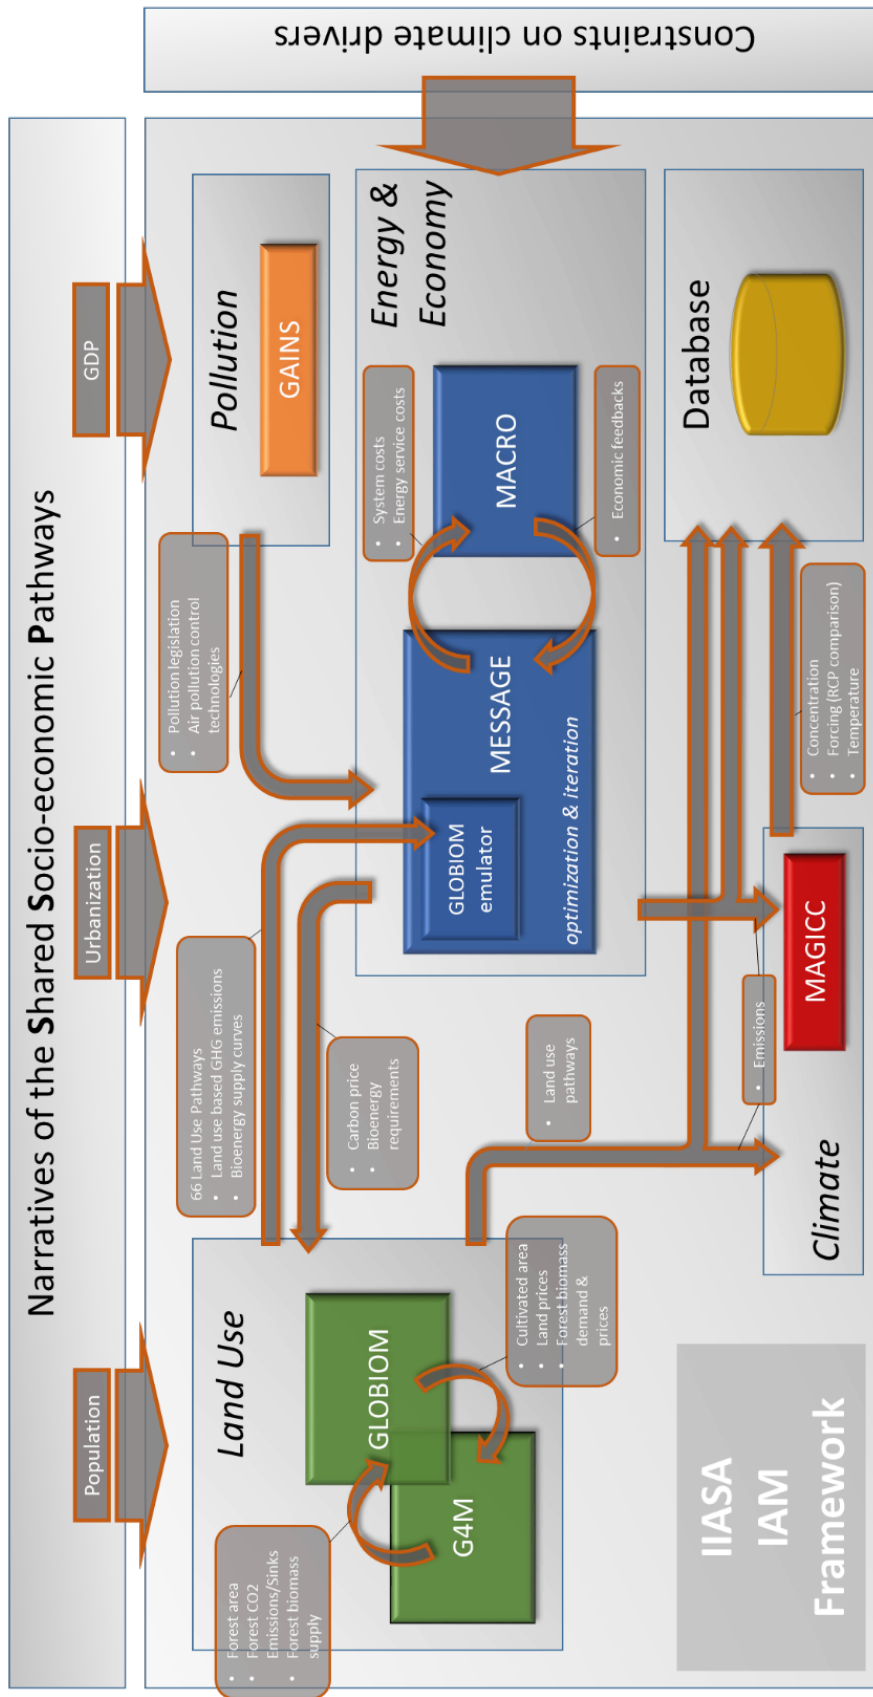 Narratives of the Shared Socio-economic Pathways
Population
Urbanization
GDP
Constraints on climate drivers
Land Use
GLOBIOM
G4M
• Forest area
• Forest CO2
Emissions/Sinks
• Forest biomass
supply
• Cultivated area
• Land prices
• Forest biomass
demand &
prices
66 Land Use Pathways
• Land use based GHG emissions
• Bioenergy supply curves
• Carbon price
• Bioenergy
requirements
• Pollution legislation
• Air pollution control
technologies
Pollution
GAINS
Energy &
Economy
GLOBIOM
emulator
MESSAGE
optimization & iteration
MACRO
• System costs
• Energy service costs
• Economic feedbacks
• Land use
pathways
• Emissions
Climate
MAGICC
• Concentration
• Forcing (RCP comparison)
• Temperature
Database
IIASA
IAM
Framework